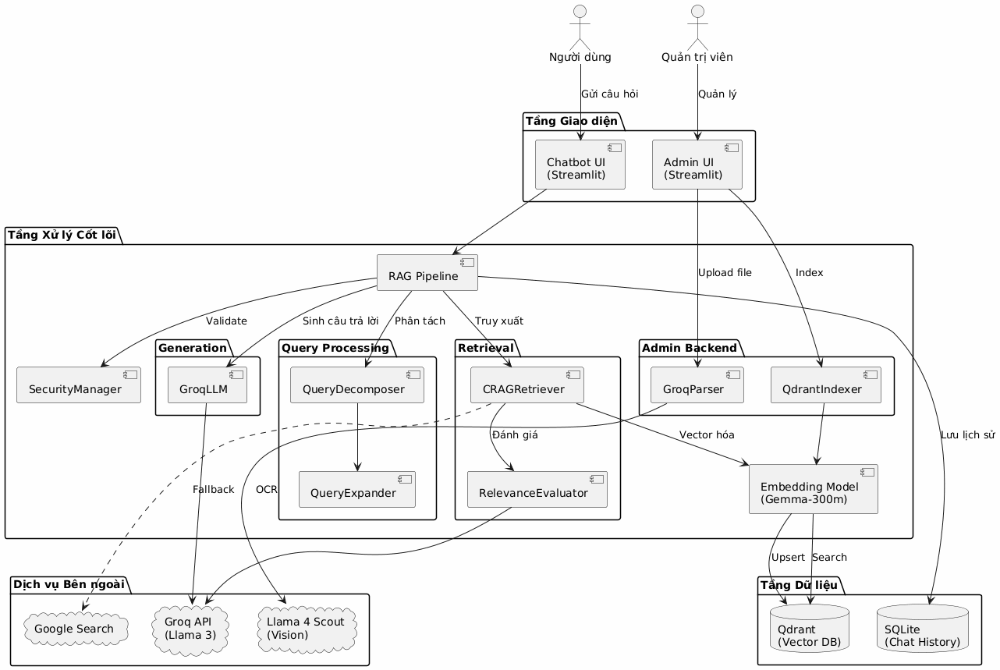 Người dùng
Quản trị viên
Gửi câu hỏi
Quản lý
Tầng Giao diện
Chatbot UI
(Streamlit)
Admin UI
(Streamlit)
Tầng Xử lý Cốt lõi
RAG Pipeline
Upload file
Index
Validate
Sinh câu trả lời
Phân tách
Truy xuất
Generation
Query Processing
Retrieval
Admin Backend
SecurityManager
GroqLLM
QueryDecomposer
CRAGRetriever
GroqParser
QdrantIndexer
Đánh giá
Vector hóa
Lưu lịch sử
Fallback
OCR
QueryExpander
RelevanceEvaluator
Embedding Model
(Gemma-300m)
Upsert
Search
Dịch vụ Bên ngoài
Tầng Dữ liệu
Google Search
Groq API
(Llama 3)
Llama 4 Scout
(Vision)
Qdrant
(Vector DB)
SQLite
(Chat History)